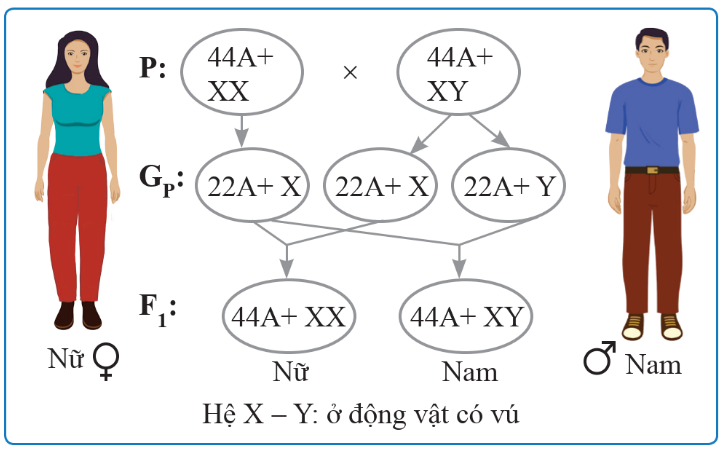 P: 44A+ XX × 44A+ XY
G_P: 22A+ X 22A+ X 22A+ Y
F₁: 44A+ XX 44A+ XY
Nữ ♀ Nữ Nam ♂ Nam
Hệ X – Y: ở động vật có vú